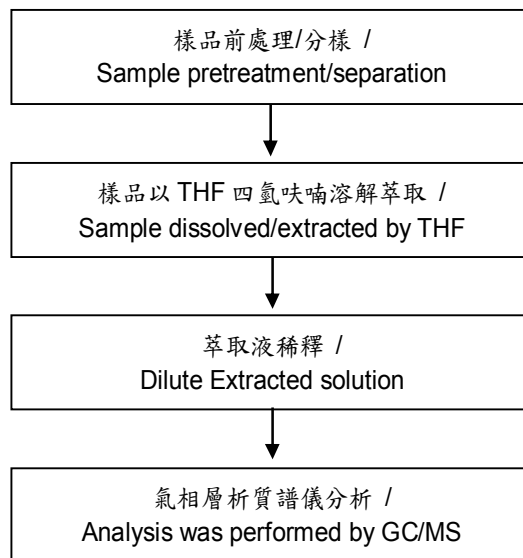 樣品前處理/分樣 /
Sample pretreatment/separation
樣品以 THF 四氫呋喃溶解萃取 /
Sample dissolved/extracted by THF
萃取液稀釋 /
Dilute Extracted solution
氣相層析質譜儀分析 /
Analysis was performed by GC/MS